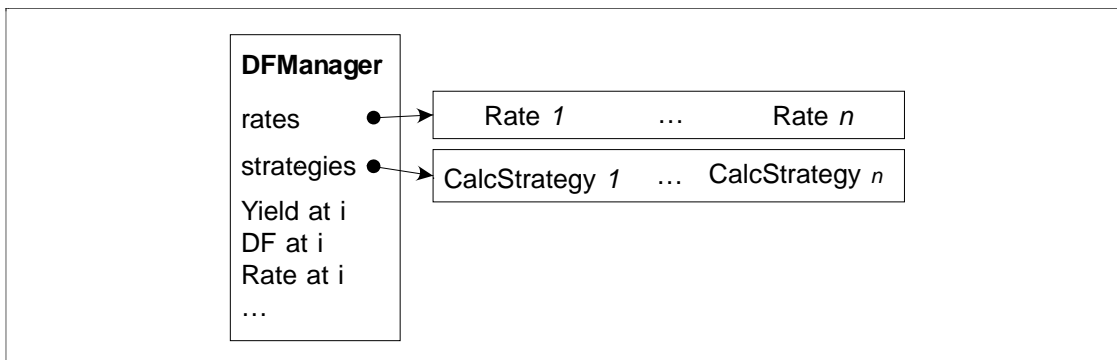 DFManager
rates
Rate 1 … Rate n
strategies
CalcStrategy 1 … CalcStrategy n
Yield at i
DF at i
Rate at i
…